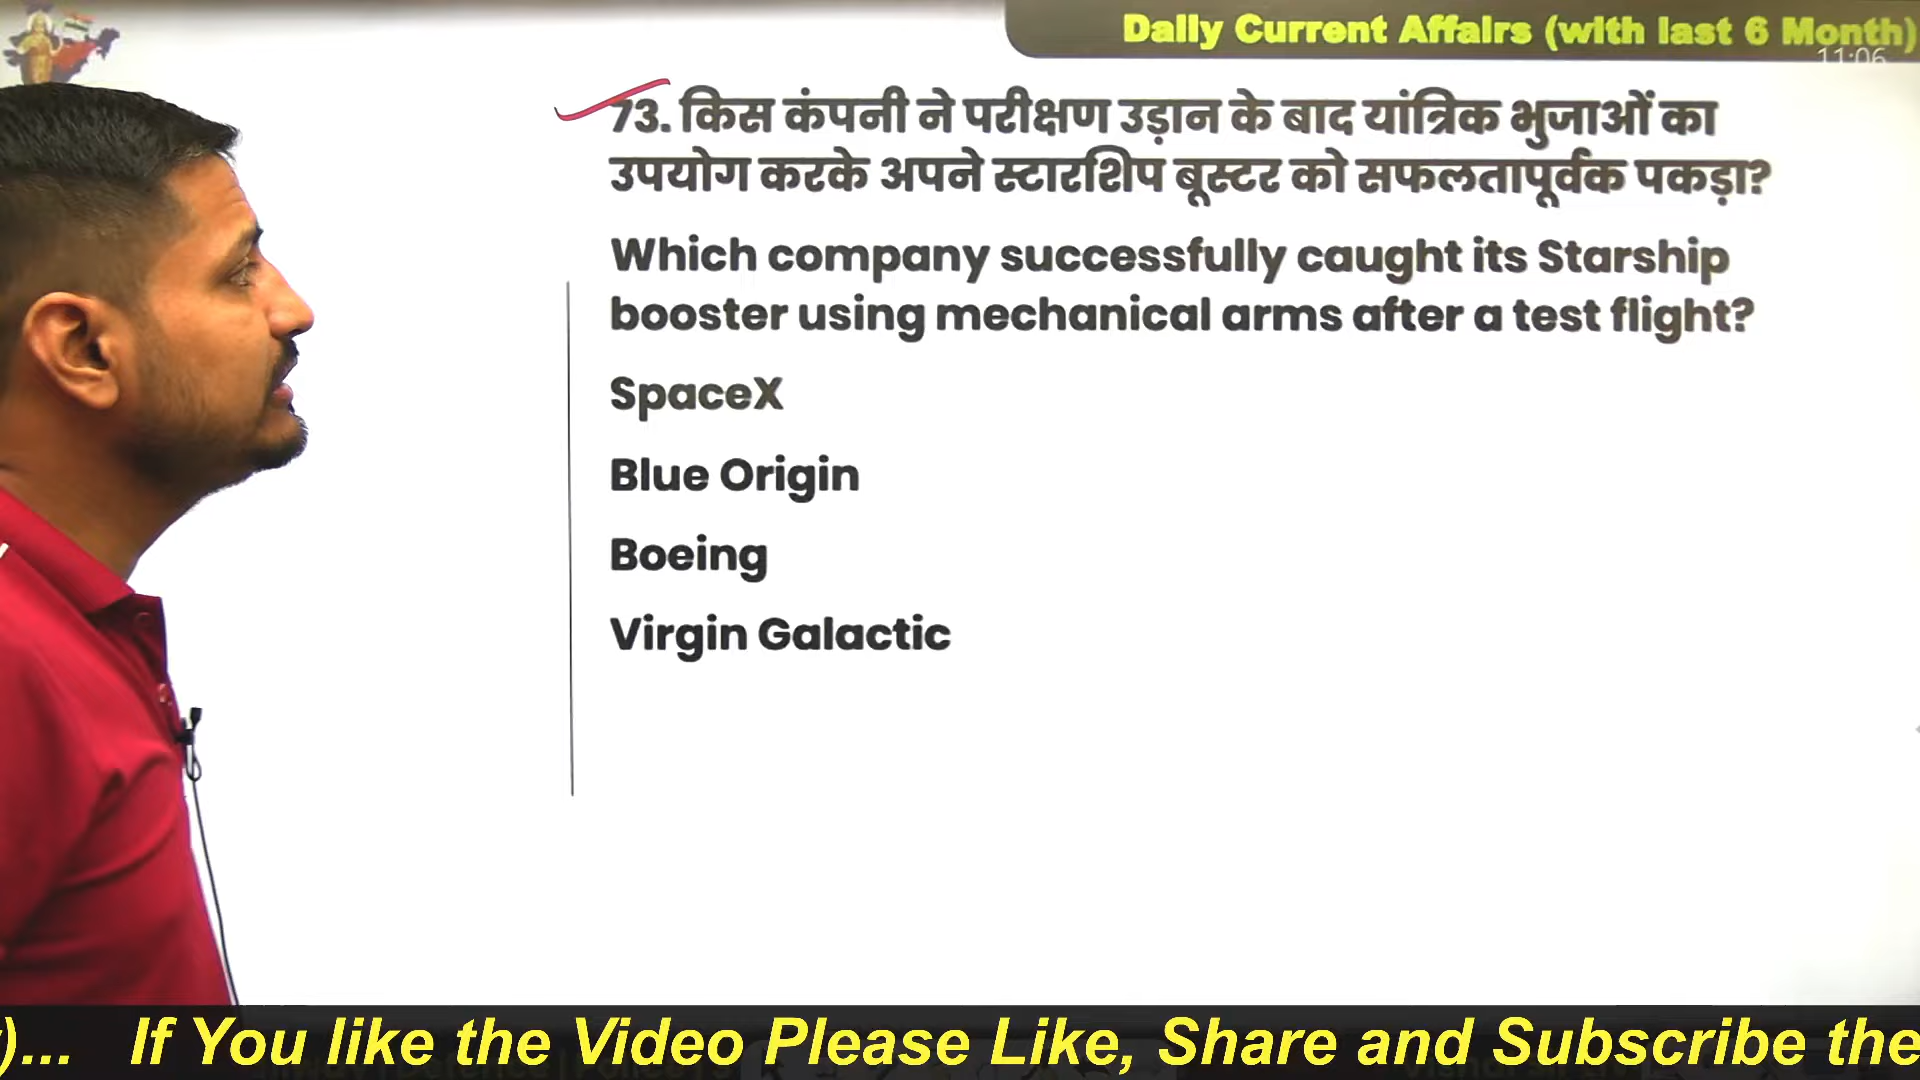 Daily Current Affairs (with last 6 Month)
11:06
73. किस कंपनी ने परीक्षण उड़ान के बाद यांत्रिक भुजाओं का
उपयोग करके अपने स्टारशिप बूस्टर को सफलतापूर्वक पकड़ा?
Which company successfully caught its Starship
booster using mechanical arms after a test flight?
SpaceX
Blue Origin
Boeing
Virgin Galactic
)... If You like the Video Please Like, Share and Subscribe the